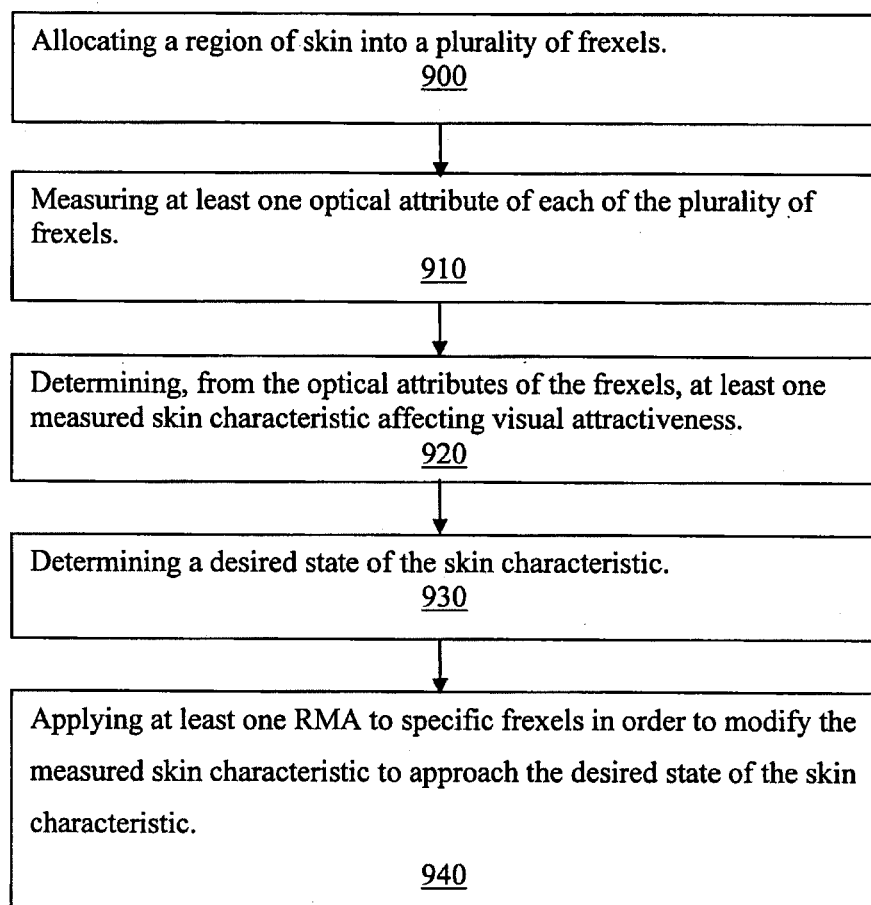 Allocating a region of skin into a plurality of frexels.
900
Measuring at least one optical attribute of each of the plurality of
frexels.
910
Determining, from the optical attributes of the frexels, at least one
measured skin characteristic affecting visual attractiveness.
920
Determining a desired state of the skin characteristic.
930
Applying at least one RMA to specific frexels in order to modify the
measured skin characteristic to approach the desired state of the skin
characteristic.
940